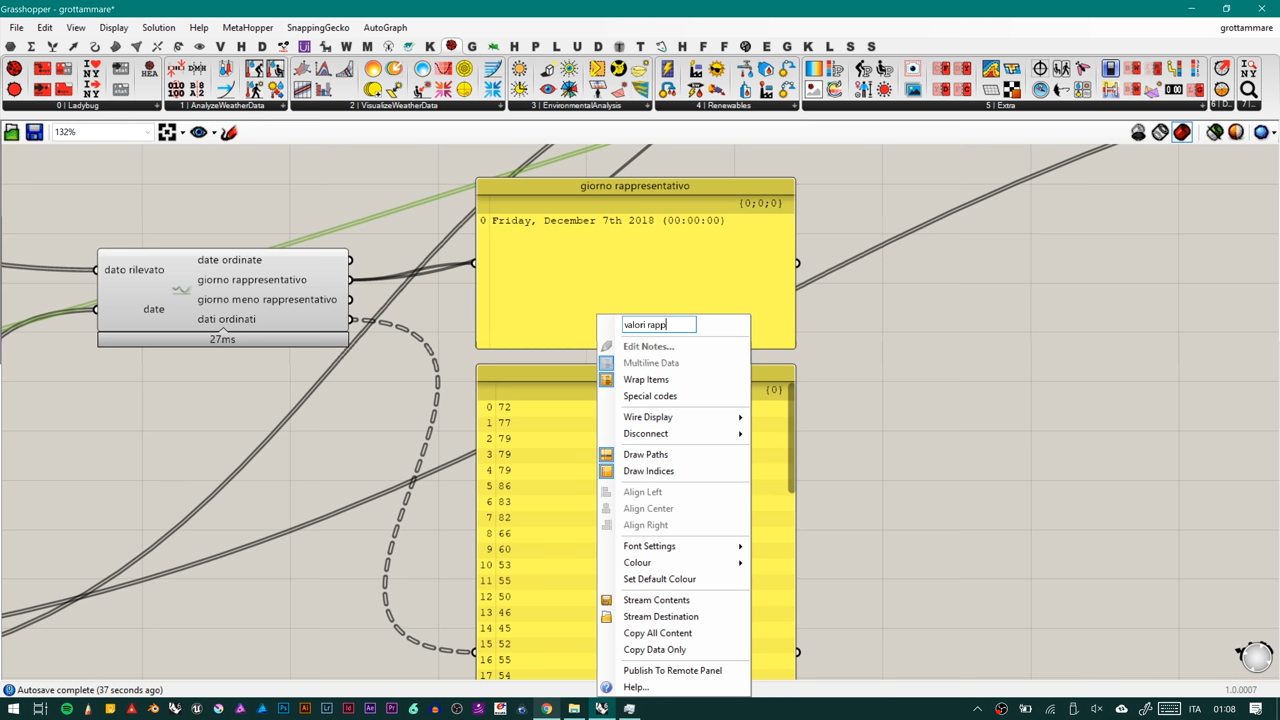 Grasshopper - grottammare*
File Edit View Display Solution Help MetaHopper SnappingGecko AutoGraph grottammare
V H D W M K G H P L U D T T H F F E G K L S S
0 | Ladybug 1 | AnalyzeWeatherData 2 | VisualizeWeatherData 3 | EnvironmentalAnalysis 4 | Renewables 5 | Extra 6 | D.. 7 |..
132%
giorno rappresentativo
{0;0;0}
0 Friday, December 7th 2018 (00:00:00)
dato rilevato
date
date ordinate
giorno rappresentativo
giorno meno rappresentativo
dati ordinati
27ms
{0}
0 72
1 77
2 79
3 79
4 79
5 86
6 83
7 82
8 66
9 60
10 53
11 55
12 50
13 46
14 45
15 52
16 55
17 54
valori rapp
Edit Notes...
Multiline Data
Wrap Items
Special codes
Wire Display
Disconnect
Draw Paths
Draw Indices
Align Left
Align Center
Align Right
Font Settings
Colour
Set Default Colour
Stream Contents
Stream Destination
Copy All Content
Copy Data Only
Publish To Remote Panel
Help...
Autosave complete (37 seconds ago)
1.0.0007
ITA 01:08